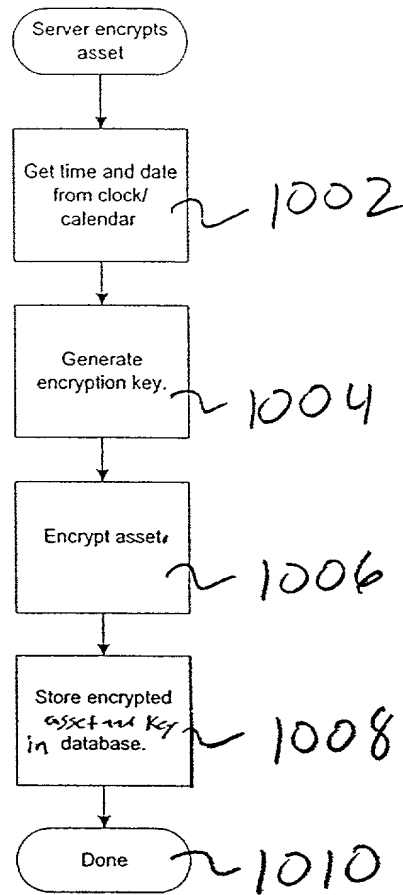 Server encrypts
asset
Get time and date
from clock/
calendar
1002
Generate
encryption key.
1004
Encrypt asset.
1006
Store encrypted
asset and key
in database.
1008
Done
1010